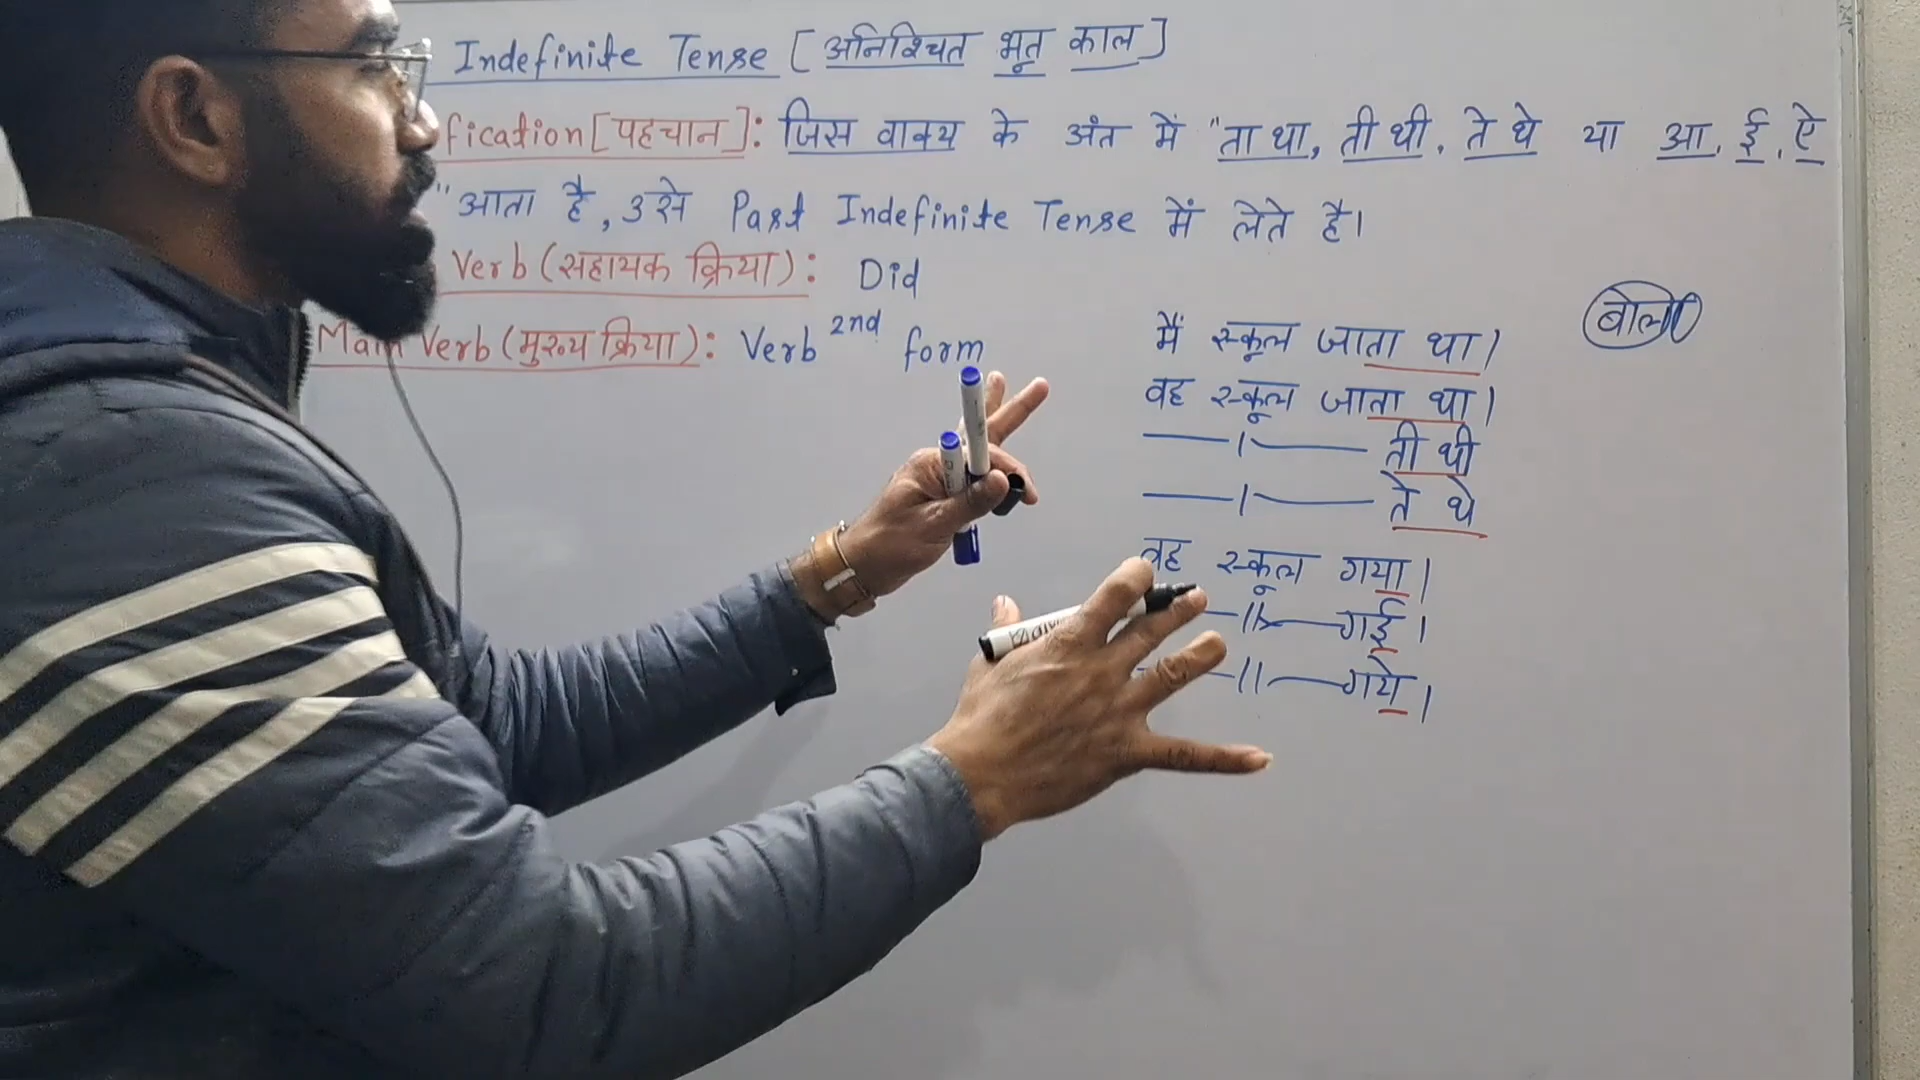 Indefinite Tense [अनिश्चित भूत काल]
fication [पहचान]: जिस वाक्य के अंत में "ता था, ती थी, ते थे या आ, ई, ऐ
" आता है, उसे Past Indefinite Tense में लेते है।
Verb (सहायक क्रिया): Did
Main Verb (मुख्य क्रिया): Verb 2nd form
बोला
मैं स्कूल जाता था।
वह स्कूल जाता था।
ती थी
ते थे
वह स्कूल गया।
गई।
गये।